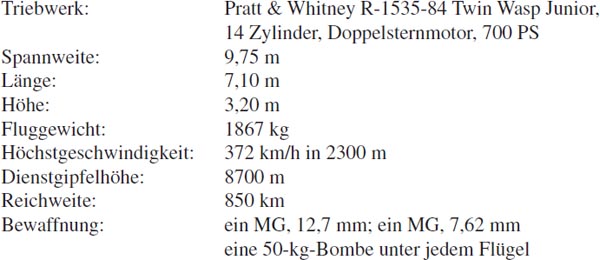 Triebwerk: Pratt & Whitney R-1535-84 Twin Wasp Junior,
14 Zylinder, Doppelsternmotor, 700 PS
Spannweite: 9,75 m
Länge: 7,10 m
Höhe: 3,20 m
Fluggewicht: 1867 kg
Höchstgeschwindigkeit: 372 km/h in 2300 m
Dienstgipfelhöhe: 8700 m
Reichweite: 850 km
Bewaffnung: ein MG, 12,7 mm; ein MG, 7,62 mm
eine 50-kg-Bombe unter jedem Flügel